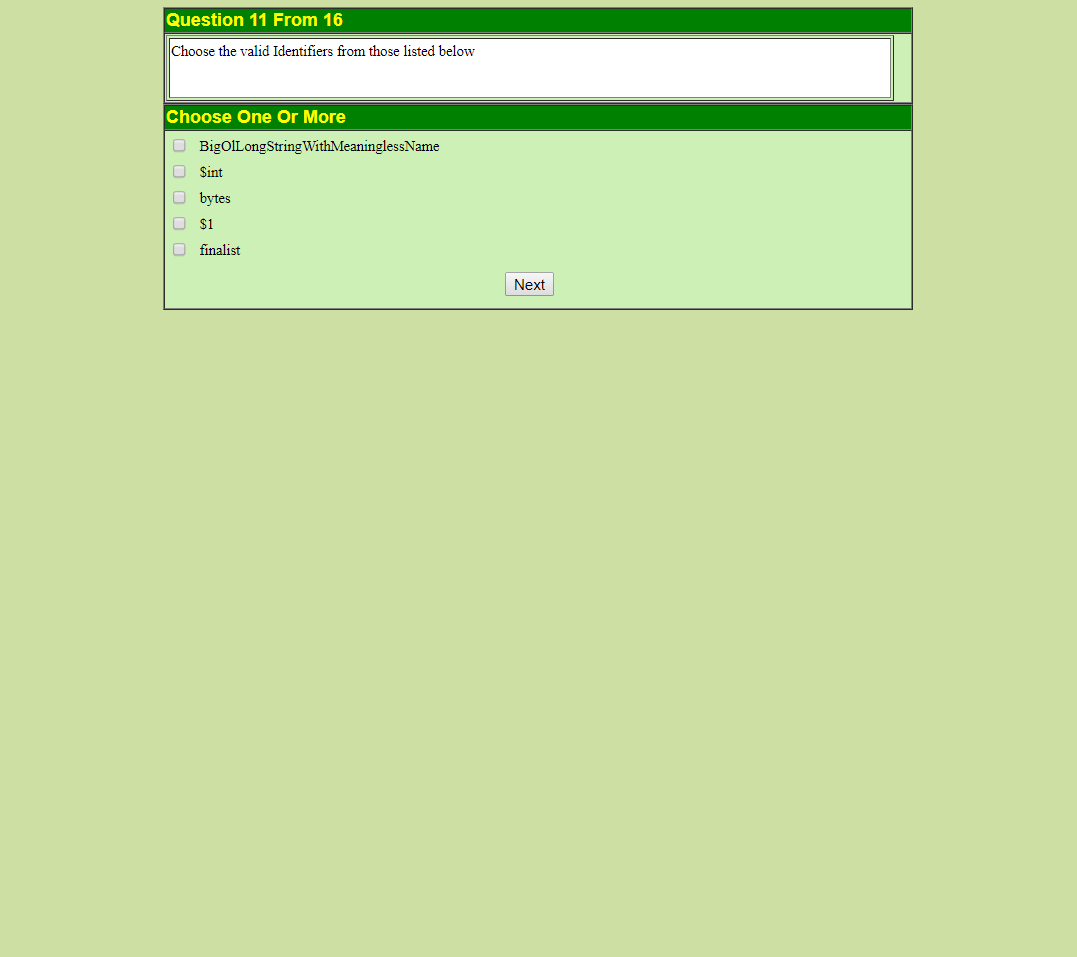 Question 11 From 16
Choose the valid Identifiers from those listed below
Choose One Or More
BigOlLongStringWithMeaninglessName
$int
bytes
$1
finalist
Next